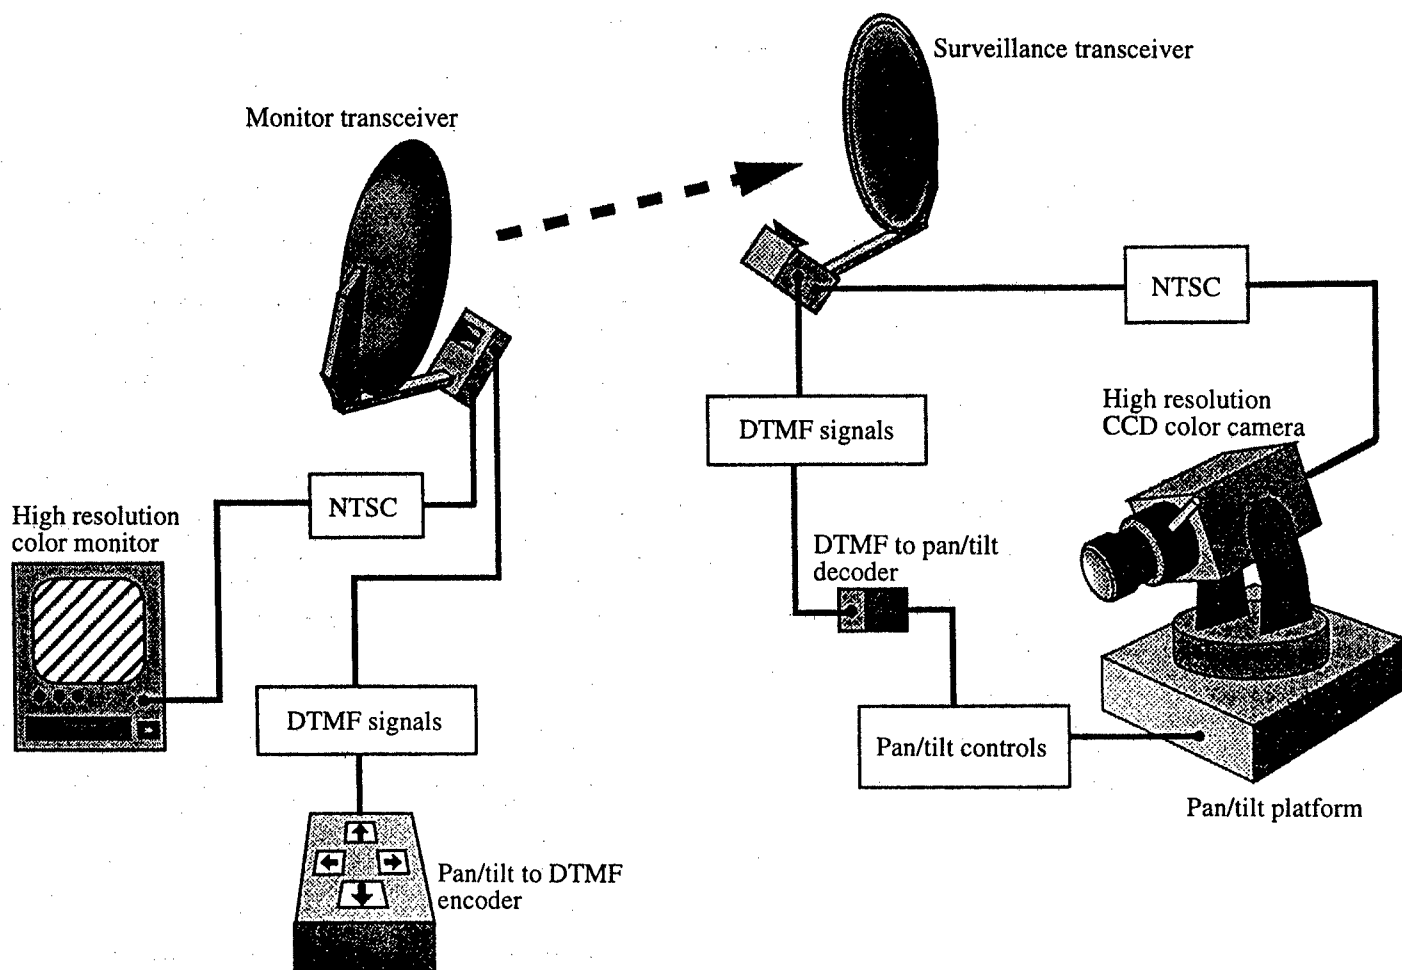 Surveillance transceiver
Monitor transceiver
NTSC
High resolution
CCD color camera
DTMF signals
NTSC
High resolution
color monitor
DTMF to pan/tilt
decoder
DTMF signals
Pan/tilt controls
Pan/tilt platform
Pan/tilt to DTMF
encoder